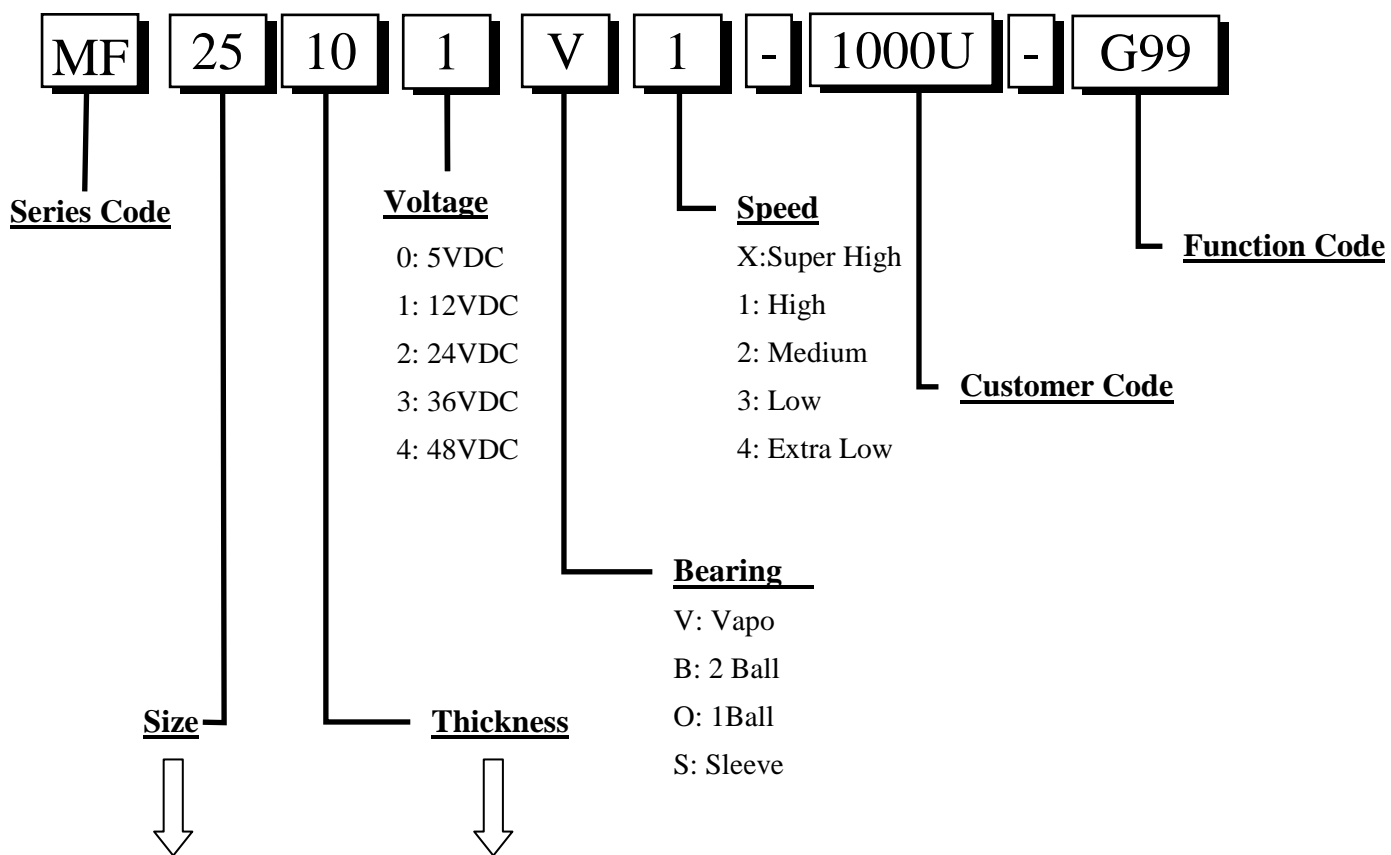 MF 25 10 1 V 1 - 1000U - G99
Series Code
Voltage
0: 5VDC
1: 12VDC
2: 24VDC
3: 36VDC
4: 48VDC
Speed
X:Super High
1: High
2: Medium
3: Low
4: Extra Low
Function Code
Customer Code
Bearing
V: Vapo
B: 2 Ball
O: 1Ball
S: Sleeve
Size
Thickness